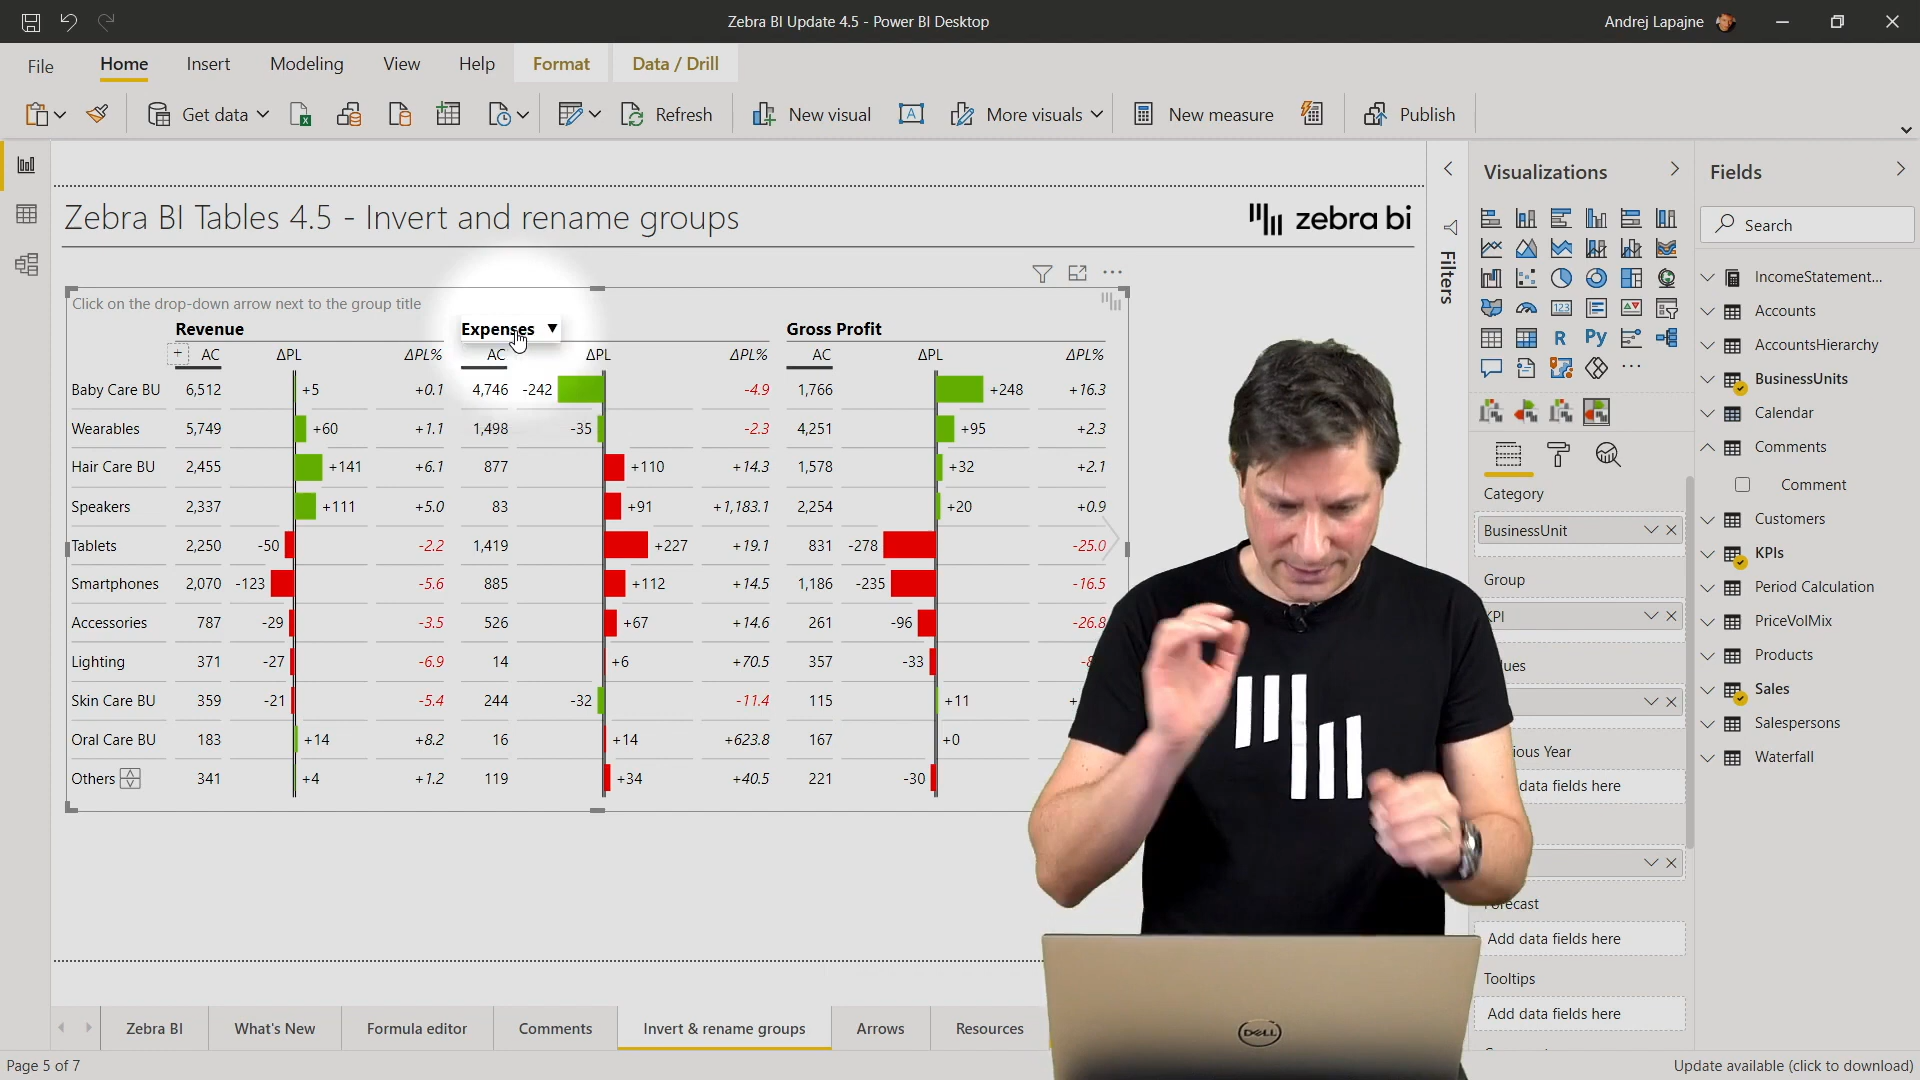 Zebra BI Update 4.5 - Power BI Desktop
Andrej Lapajne
File
Home
Insert
Modeling
View
Help
Format
Data / Drill
Get data
Refresh
New visual
More visuals
New measure
Publish
Zebra BI Tables 4.5 - Invert and rename groups
zebra bi
Click on the drop-down arrow next to the group title
Revenue Expenses Gross Profit
AC ΔPL ΔPL% AC ΔPL ΔPL% AC ΔPL ΔPL%
Baby Care BU 6,512 +5 +0.1 4,746 -242 -4.9 1,766 +248 +16.3
Wearables 5,749 +60 +1.1 1,498 -35 -2.3 4,251 +95 +2.3
Hair Care BU 2,455 +141 +6.1 877 +110 +14.3 1,578 +32 +2.1
Speakers 2,337 +111 +5.0 83 +91 +1,183.1 2,254 +20 +0.9
Tablets 2,250 -50 -2.2 1,419 +227 +19.1 831 -278 -25.0
Smartphones 2,070 -123 -5.6 885 +112 +14.5 1,186 -235 -16.5
Accessories 787 -29 -3.5 526 +67 +14.6 261 -96 -26.8
Lighting 371 -27 -6.9 14 +6 +70.5 357 -33
Skin Care BU 359 -21 -5.4 244 -32 -11.4 115 +11
Oral Care BU 183 +14 +8.2 16 +14 +623.8 167 +0
Others 341 +4 +1.2 119 +34 +40.5 221 -30
Filters
Visualizations
R
Py
123
Category
BusinessUnit
Group
KPI
Forecast
Add data fields here
Tooltips
Add data fields here
data fields here
Fields
Search
IncomeStatement...
Accounts
AccountsHierarchy
BusinessUnits
Calendar
Comments
Comment
Customers
KPIs
Period Calculation
PriceVolMix
Products
Sales
Salespersons
Waterfall
DELL
Zebra BI
What's New
Formula editor
Comments
Invert & rename groups
Arrows
Resources
Page 5 of 7
Update available (click to download)